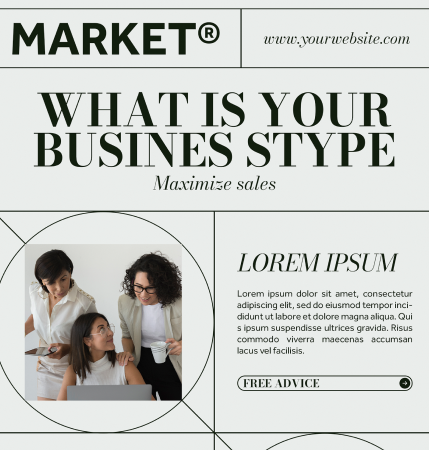 MARKET®
www.yourwebsite.com
WHAT IS YOUR
BUSINES STYPE
Maximize sales
LOREM IPSUM
Lorem ipsum dolor sit amet, consectetur
adipiscing elit, sed do eiusmod tempor inci-
didunt ut labore et dolore magna aliqua. Qui
s ipsum suspendisse ultrices gravida. Risus
commodo viverra maecenas accumsan
lacus vel facilisis.
FREE ADVICE